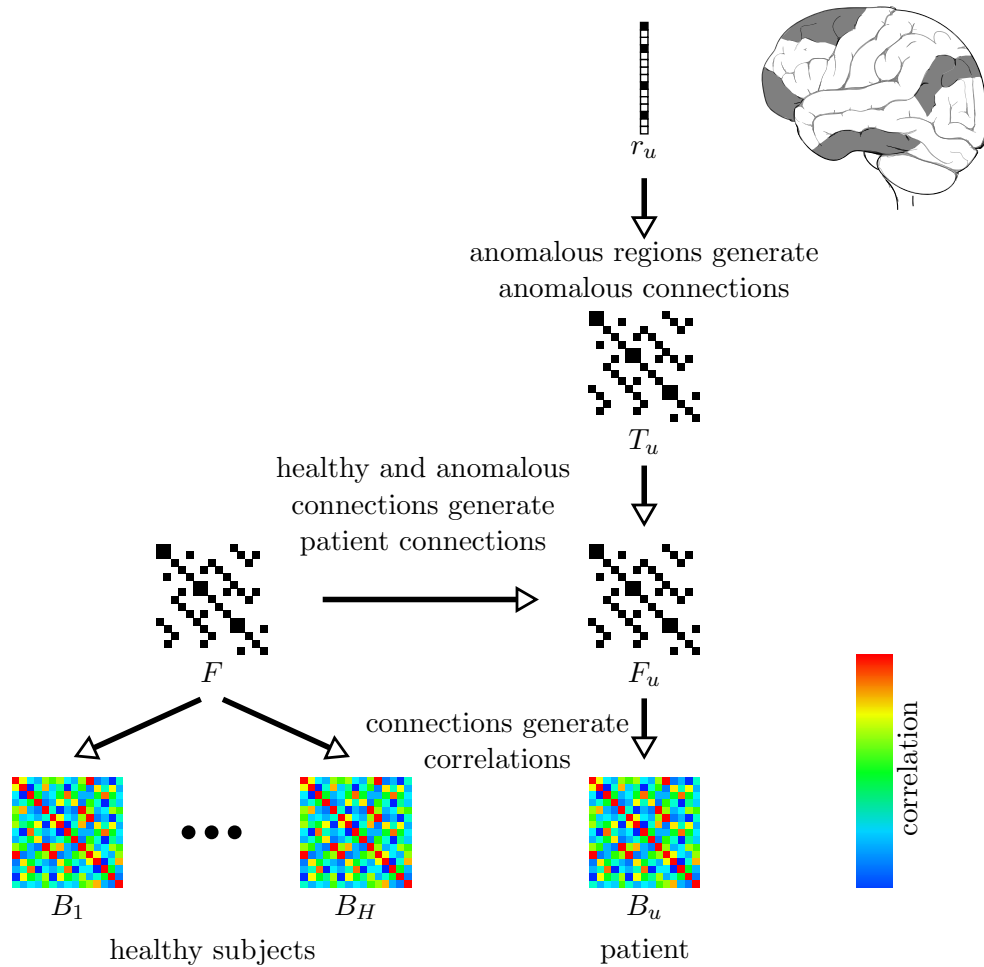 r_u
anomalous regions generate
anomalous connections
T_u
healthy and anomalous
connections generate
patient connections
F
F_u
connections generate
correlations
correlation
B_1
B_H
B_u
healthy subjects
patient